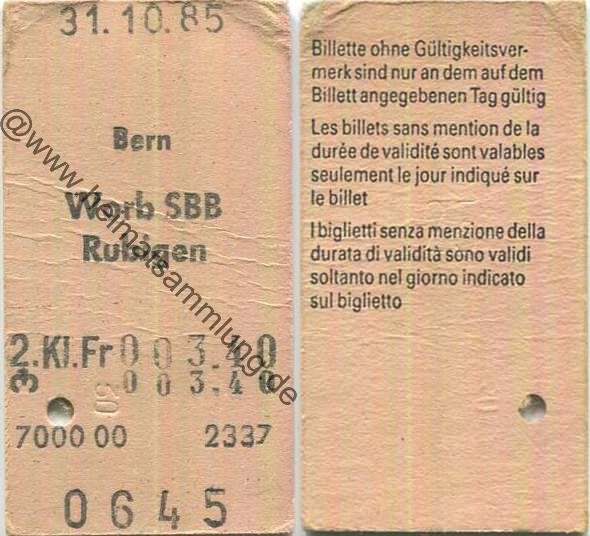 31.10.85
Bern
Worb SBB
Rubigen
2.Kl.Fr 003.40
003.40
7000 00 2337
0645
Billette ohne Gültigkeitsver-
merk sind nur an dem auf dem
Billett angegebenen Tag gültig
Les billets sans mention de la
durée de validité sont valables
seulement le jour indiqué sur
le billet
I biglietti senza menzione della
durata di validità sono validi
soltanto nel giorno indicato
sul biglietto
@www.heimatsammlung.de